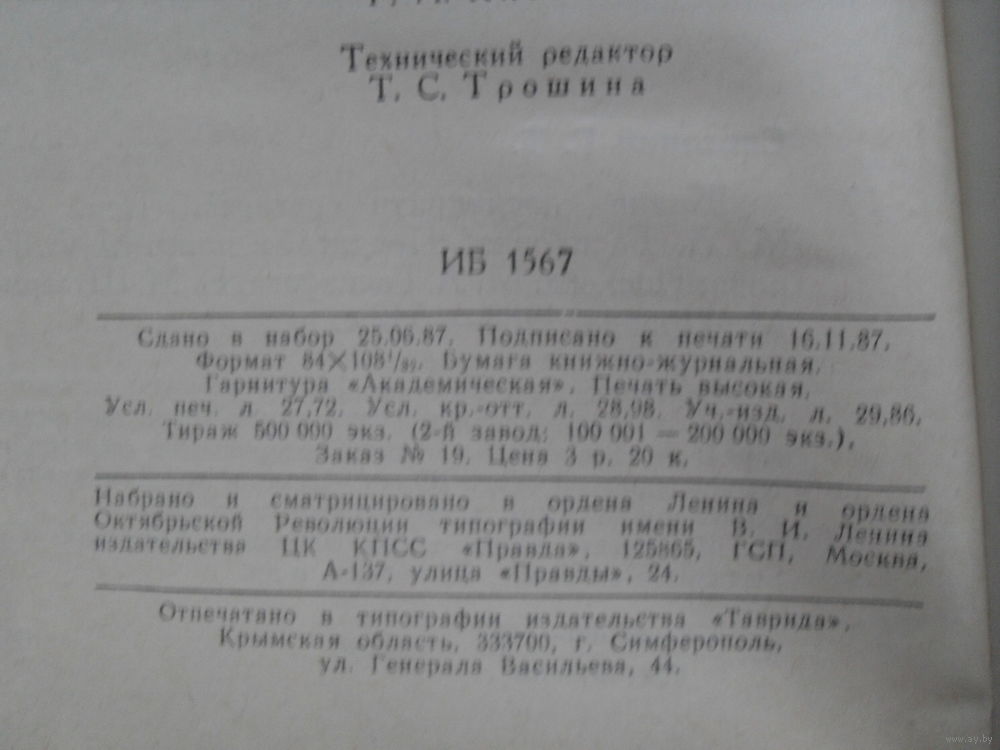 Технический редактор
Т. С. Трошина
ИБ 1567
Сдано в набор 25.06.87. Подписано к печати 16.11.87.
Формат 84×108¹/₃₂. Бумага книжно-журнальная.
Гарнитура «Академическая». Печать высокая.
Усл. печ. л. 27,72. Усл. кр.-отт. л. 28,98. Уч.-изд. л. 29,86.
Тираж 500 000 экз. (2-й завод: 100 001 — 200 000 экз.).
Заказ № 19. Цена 3 р. 20 к.
Набрано и сматрицировано в ордена Ленина и ордена
Октябрьской Революции типографии имени В. И. Ленина
издательства ЦК КПСС «Правда», 125865, ГСП, Москва,
А-137, улица «Правды», 24.
Отпечатано в типографии издательства «Таврида»,
Крымская область, 333700, г. Симферополь,
ул. Генерала Васильева, 44.
www.ay.by